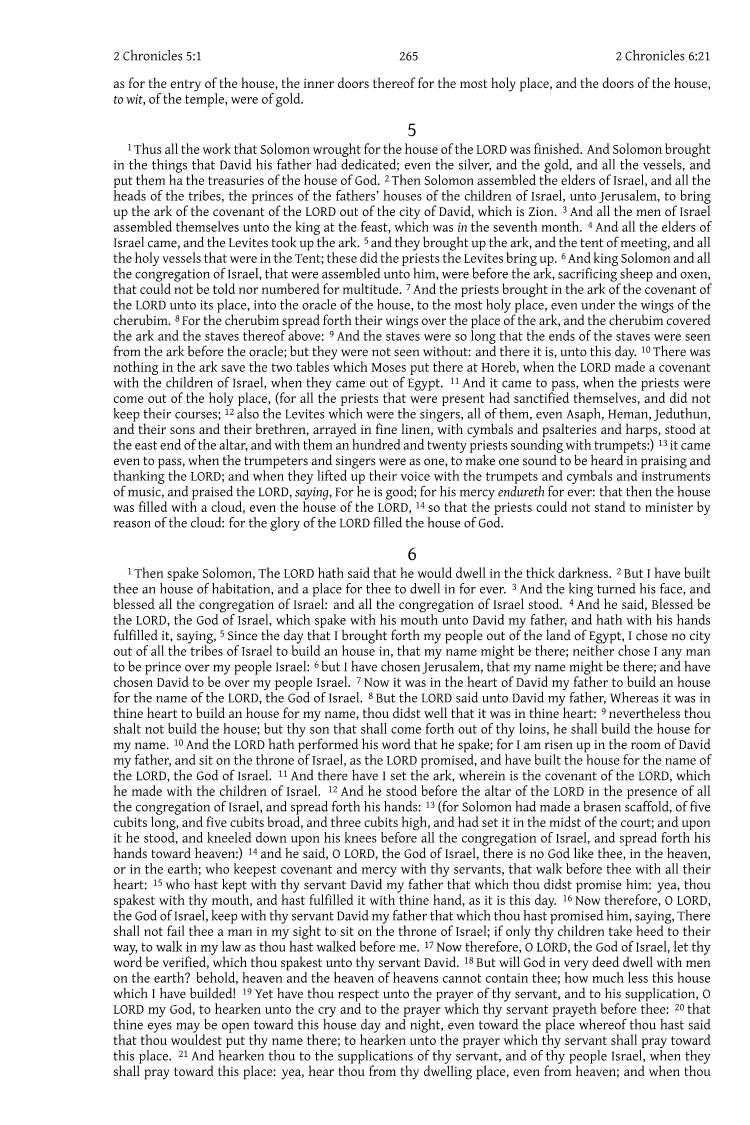 2 Chronicles 5:1 265 2 Chronicles 6:21
as for the entry of the house, the inner doors thereof for the most holy place, and the doors of the house,
to wit, of the temple, were of gold.
5
1 Thus all the work that Solomon wrought for the house of the LORD was finished. And Solomon brought
in the things that David his father had dedicated; even the silver, and the gold, and all the vessels, and
put them ha the treasuries of the house of God. 2 Then Solomon assembled the elders of Israel, and all the
heads of the tribes, the princes of the fathers’ houses of the children of Israel, unto Jerusalem, to bring
up the ark of the covenant of the LORD out of the city of David, which is Zion. 3 And all the men of Israel
assembled themselves unto the king at the feast, which was in the seventh month. 4 And all the elders of
Israel came, and the Levites took up the ark. 5 and they brought up the ark, and the tent of meeting, and all
the holy vessels that were in the Tent; these did the priests the Levites bring up. 6 And king Solomon and all
the congregation of Israel, that were assembled unto him, were before the ark, sacrificing sheep and oxen,
that could not be told nor numbered for multitude. 7 And the priests brought in the ark of the covenant of
the LORD unto its place, into the oracle of the house, to the most holy place, even under the wings of the
cherubim. 8 For the cherubim spread forth their wings over the place of the ark, and the cherubim covered
the ark and the staves thereof above: 9 And the staves were so long that the ends of the staves were seen
from the ark before the oracle; but they were not seen without: and there it is, unto this day. 10 There was
nothing in the ark save the two tables which Moses put there at Horeb, when the LORD made a covenant
with the children of Israel, when they came out of Egypt. 11 And it came to pass, when the priests were
come out of the holy place, (for all the priests that were present had sanctified themselves, and did not
keep their courses; 12 also the Levites which were the singers, all of them, even Asaph, Heman, Jeduthun,
and their sons and their brethren, arrayed in fine linen, with cymbals and psalteries and harps, stood at
the east end of the altar, and with them an hundred and twenty priests sounding with trumpets:) 13 it came
even to pass, when the trumpeters and singers were as one, to make one sound to be heard in praising and
thanking the LORD; and when they lifted up their voice with the trumpets and cymbals and instruments
of music, and praised the LORD, saying, For he is good; for his mercy endureth for ever: that then the house
was filled with a cloud, even the house of the LORD, 14 so that the priests could not stand to minister by
reason of the cloud: for the glory of the LORD filled the house of God.
6
1 Then spake Solomon, The LORD hath said that he would dwell in the thick darkness. 2 But I have built
thee an house of habitation, and a place for thee to dwell in for ever. 3 And the king turned his face, and
blessed all the congregation of Israel: and all the congregation of Israel stood. 4 And he said, Blessed be
the LORD, the God of Israel, which spake with his mouth unto David my father, and hath with his hands
fulfilled it, saying, 5 Since the day that I brought forth my people out of the land of Egypt, I chose no city
out of all the tribes of Israel to build an house in, that my name might be there; neither chose I any man
to be prince over my people Israel: 6 but I have chosen Jerusalem, that my name might be there; and have
chosen David to be over my people Israel. 7 Now it was in the heart of David my father to build an house
for the name of the LORD, the God of Israel. 8 But the LORD said unto David my father, Whereas it was in
thine heart to build an house for my name, thou didst well that it was in thine heart: 9 nevertheless thou
shalt not build the house; but thy son that shall come forth out of thy loins, he shall build the house for
my name. 10 And the LORD hath performed his word that he spake; for I am risen up in the room of David
my father, and sit on the throne of Israel, as the LORD promised, and have built the house for the name of
the LORD, the God of Israel. 11 And there have I set the ark, wherein is the covenant of the LORD, which
he made with the children of Israel. 12 And he stood before the altar of the LORD in the presence of all
the congregation of Israel, and spread forth his hands: 13 (for Solomon had made a brasen scaffold, of five
cubits long, and five cubits broad, and three cubits high, and had set it in the midst of the court; and upon
it he stood, and kneeled down upon his knees before all the congregation of Israel, and spread forth his
hands toward heaven:) 14 and he said, O LORD, the God of Israel, there is no God like thee, in the heaven,
or in the earth; who keepest covenant and mercy with thy servants, that walk before thee with all their
heart: 15 who hast kept with thy servant David my father that which thou didst promise him: yea, thou
spakest with thy mouth, and hast fulfilled it with thine hand, as it is this day. 16 Now therefore, O LORD,
the God of Israel, keep with thy servant David my father that which thou hast promised him, saying, There
shall not fail thee a man in my sight to sit on the throne of Israel; if only thy children take heed to their
way, to walk in my law as thou hast walked before me. 17 Now therefore, O LORD, the God of Israel, let thy
word be verified, which thou spakest unto thy servant David. 18 But will God in very deed dwell with men
on the earth? behold, heaven and the heaven of heavens cannot contain thee; how much less this house
which I have builded! 19 Yet have thou respect unto the prayer of thy servant, and to his supplication, O
LORD my God, to hearken unto the cry and to the prayer which thy servant prayeth before thee: 20 that
thine eyes may be open toward this house day and night, even toward the place whereof thou hast said
that thou wouldest put thy name there; to hearken unto the prayer which thy servant shall pray toward
this place. 21 And hearken thou to the supplications of thy servant, and of thy people Israel, when they
shall pray toward this place: yea, hear thou from thy dwelling place, even from heaven; and when thou